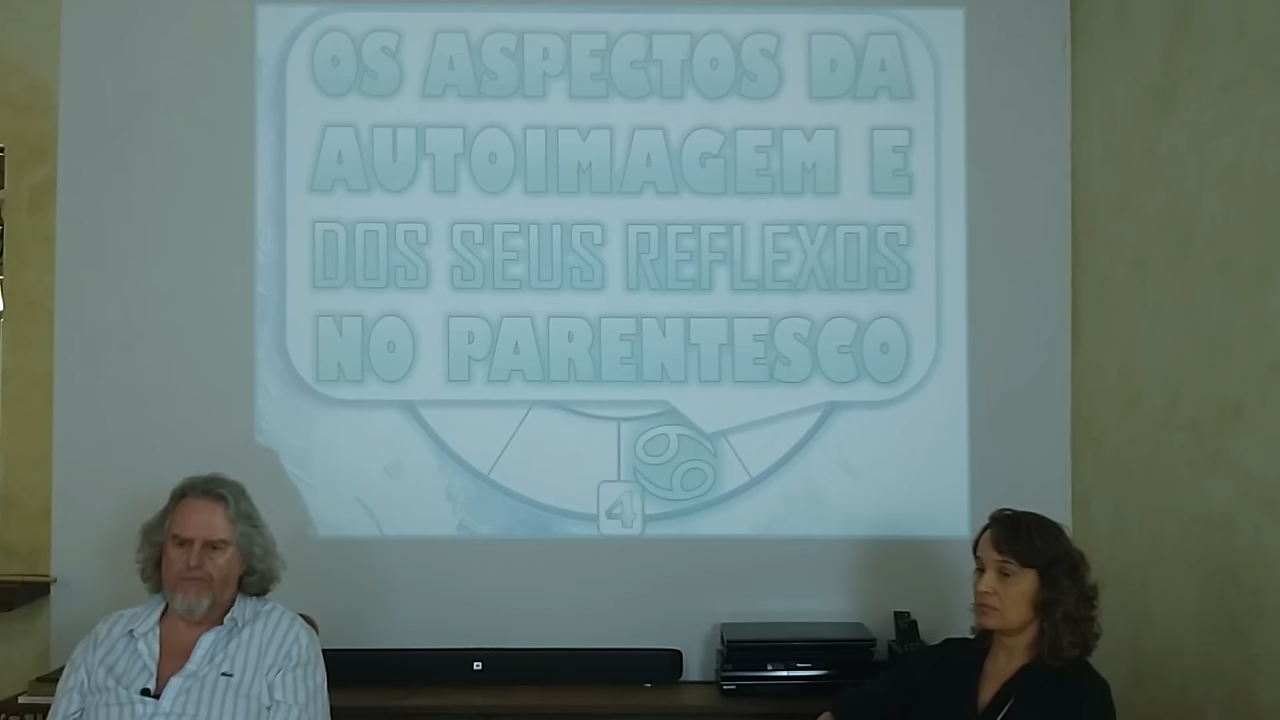 OS ASPECTOS DA
AUTOIMAGEM E
DOS SEUS REFLEXOS
NO PARENTESCO
4